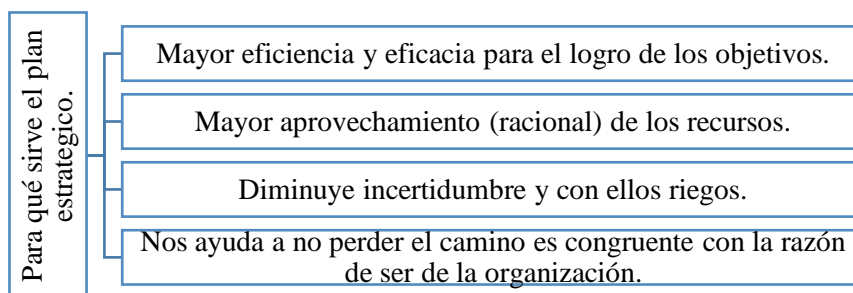 Para qué sirve el plan
estrategico.
Mayor eficiencia y eficacia para el logro de los objetivos.
Mayor aprovechamiento (racional) de los recursos.
Diminuye incertidumbre y con ellos riegos.
Nos ayuda a no perder el camino es congruente con la razón
de ser de la organización.